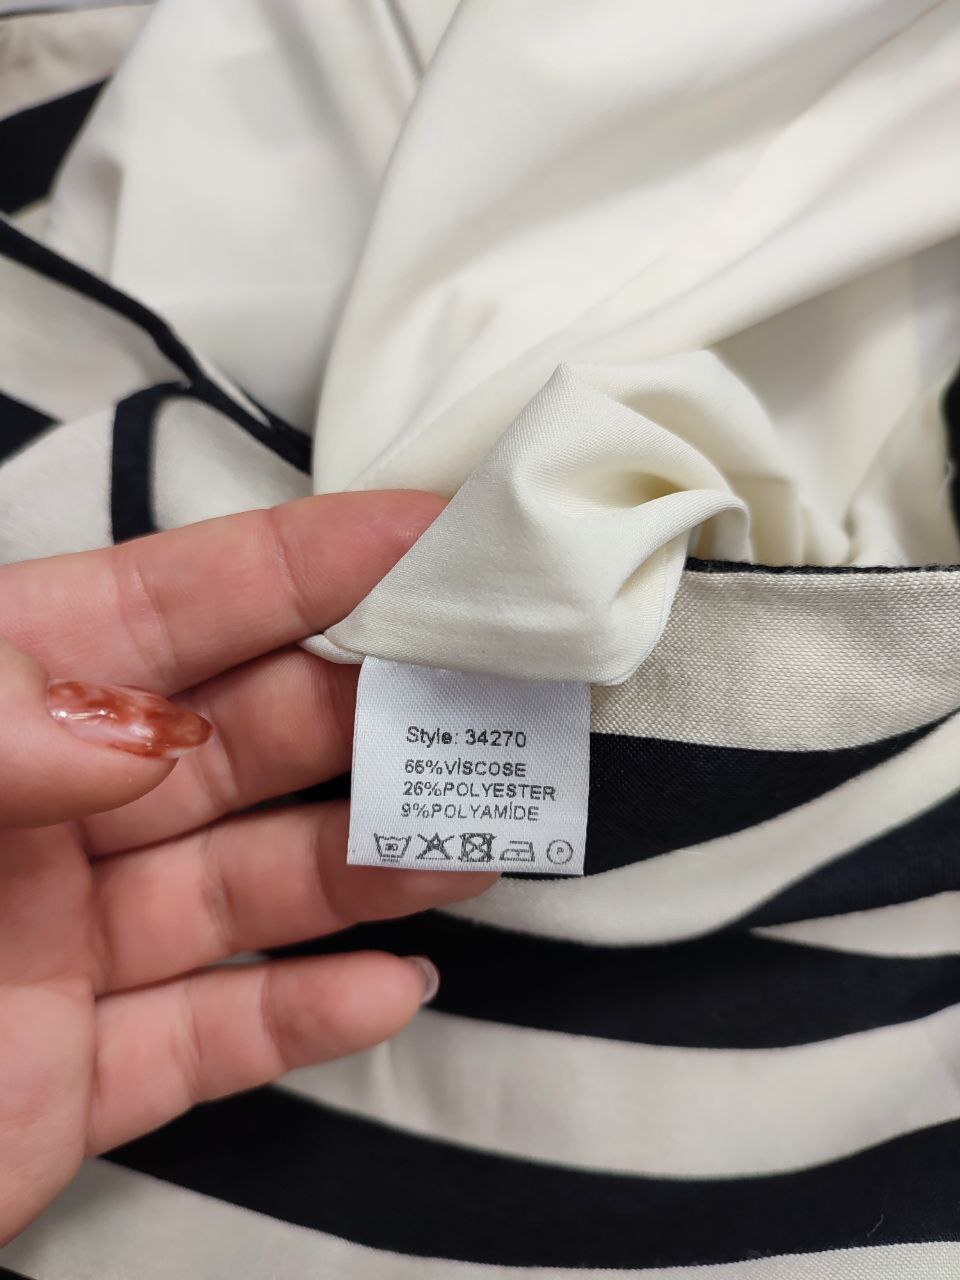 Style: 34270
66%VİSCOSE
26%POLYESTER
9%POLYAMİDE
P